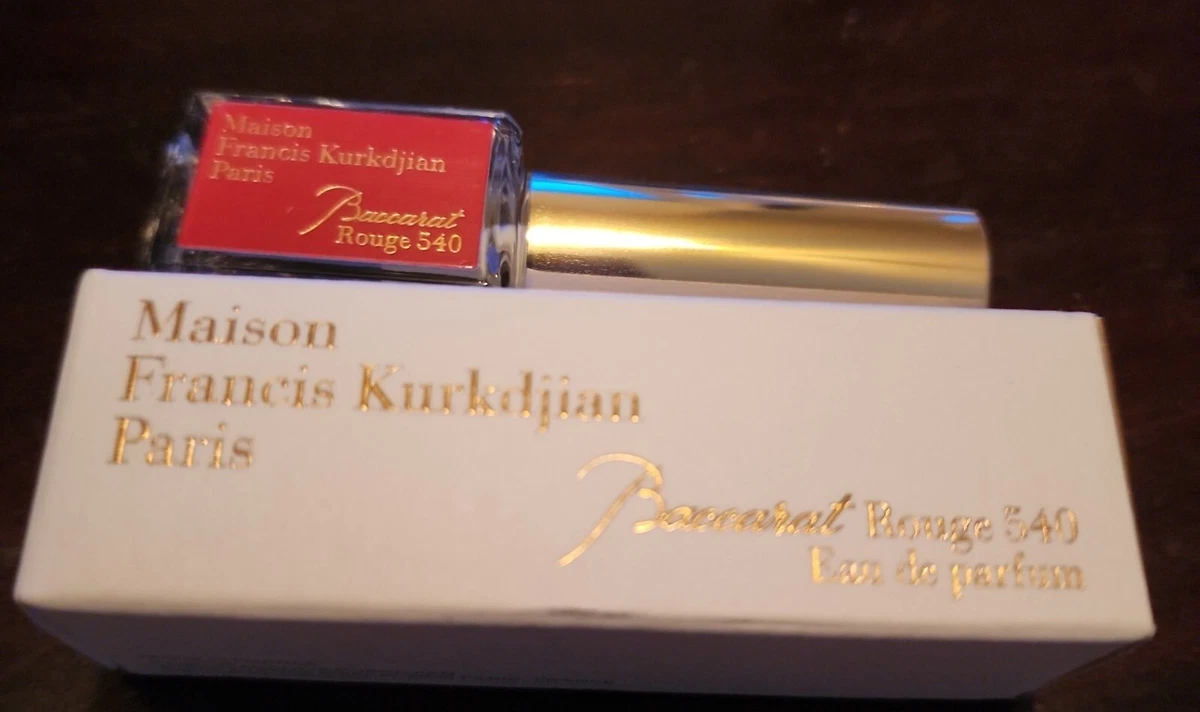 Maison
Francis Kurkdjian
Paris
Baccarat
Rouge 540
Maison
Francis Kurkdjian
Paris
Baccarat Rouge 540
Eau de parfum